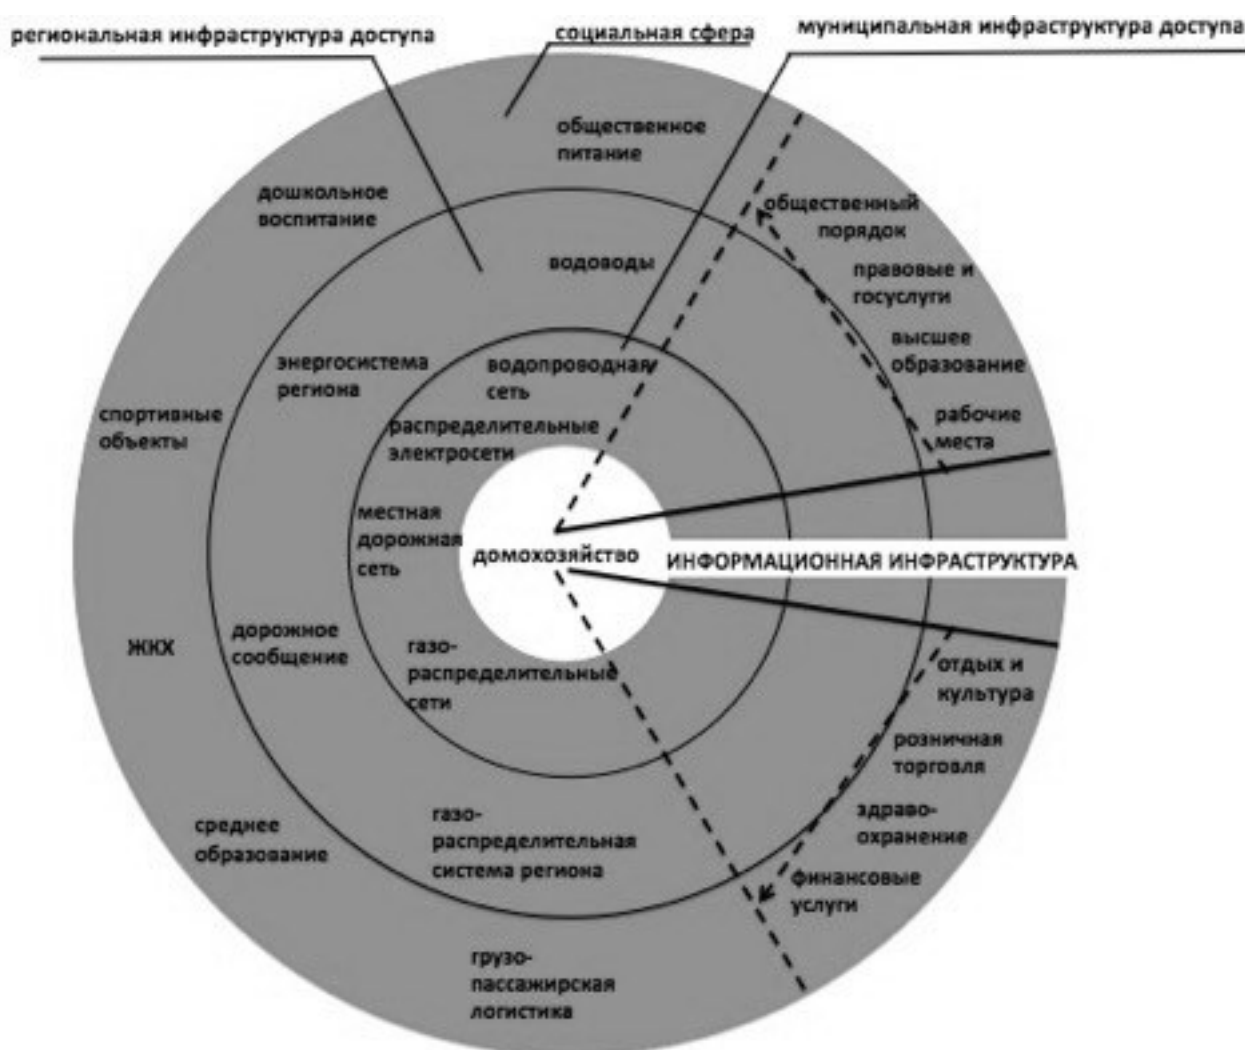 региональная инфраструктура доступа
социальная сфера
муниципальная инфраструктура доступа
общественное
питание
дошкольное
воспитание
общественный
порядок
водоводы
правовые и
госуслуги
высшее
образование
энергосистема
региона
водопроводная
сеть
спортивные
объекты
распределительные
электросети
рабочие
места
местная
дорожная
сеть
домохозяйство
ИНФОРМАЦИОННАЯ ИНФРАСТРУКТУРА
ЖКХ
дорожное
сообщение
газо-
распределительные
сети
отдых и
культура
розничная
торговля
среднее
образование
газо-
распределительная
система региона
здраво-
охранение
финансовые
услуги
грузо-
пассажирская
логистика